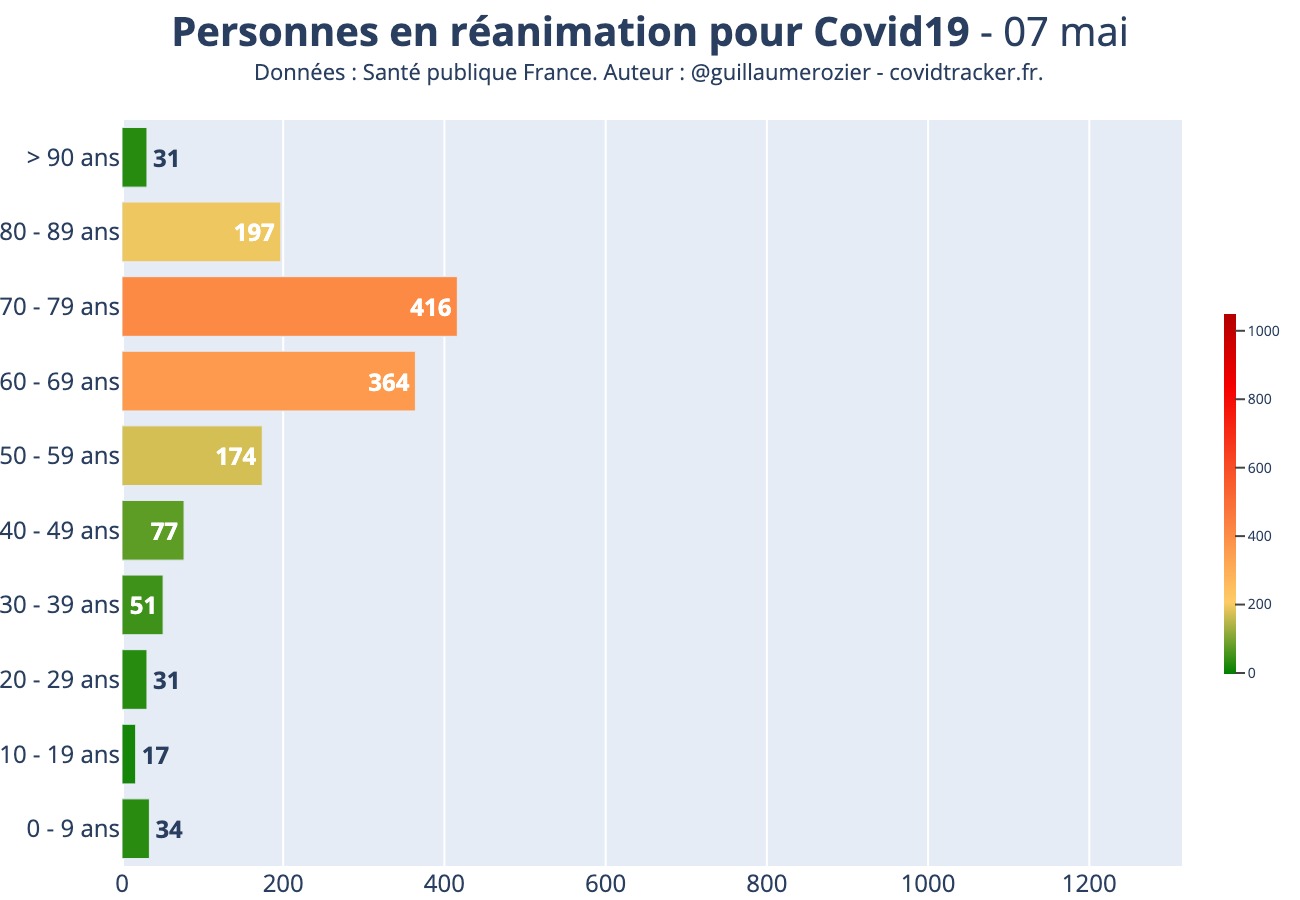 Personnes en réanimation pour Covid19 - 07 mai
Données : Santé publique France. Auteur : @guillaumerozier - covidtracker.fr.
> 90 ans 31
80 - 89 ans 197
70 - 79 ans 416
60 - 69 ans 364
50 - 59 ans 174
40 - 49 ans 77
30 - 39 ans 51
20 - 29 ans 31
10 - 19 ans 17
0 - 9 ans 34
0 200 400 600 800 1000 1200
1000
800
600
400
200
0